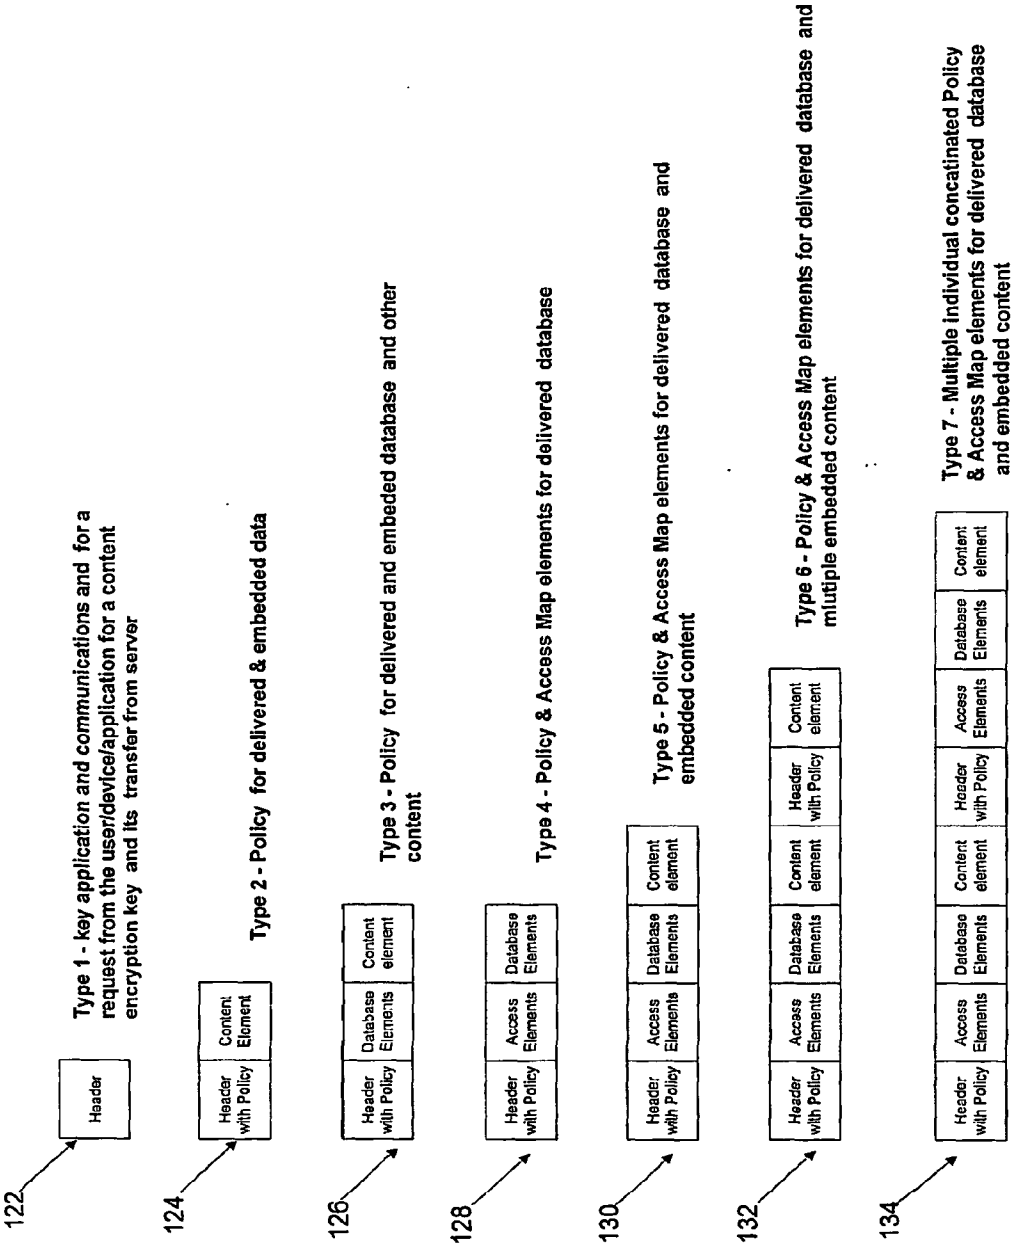 122
Header
Type 1 - key application and communications and for a
request from the user/device/application for a content
encryption key and its transfer from server
124
Header
with Policy
Content
Element
Type 2 - Policy for delivered & embedded data
126
Header
with Policy
Database
Elements
Content
element
Type 3 - Policy for delivered and embeded database and other
content
128
Header
with Policy
Access
Elements
Database
Elements
Type 4 - Policy & Access Map elements for delivered database
130
Header
with Policy
Access
Elements
Database
Elements
Content
element
Type 5 - Policy & Access Map elements for delivered database and
embedded content
132
Header
with Policy
Access
Elements
Database
Elements
Content
element
Header
with Policy
Content
element
Type 6 - Policy & Access Map elements for delivered database and
mlutiple embedded content
134
Header
with Policy
Access
Elements
Database
Elements
Content
element
Header
with Policy
Access
Elements
Database
Elements
Content
element
Type 7 - Multiple individual concatinated Policy
& Access Map elements for delivered database
and embedded content